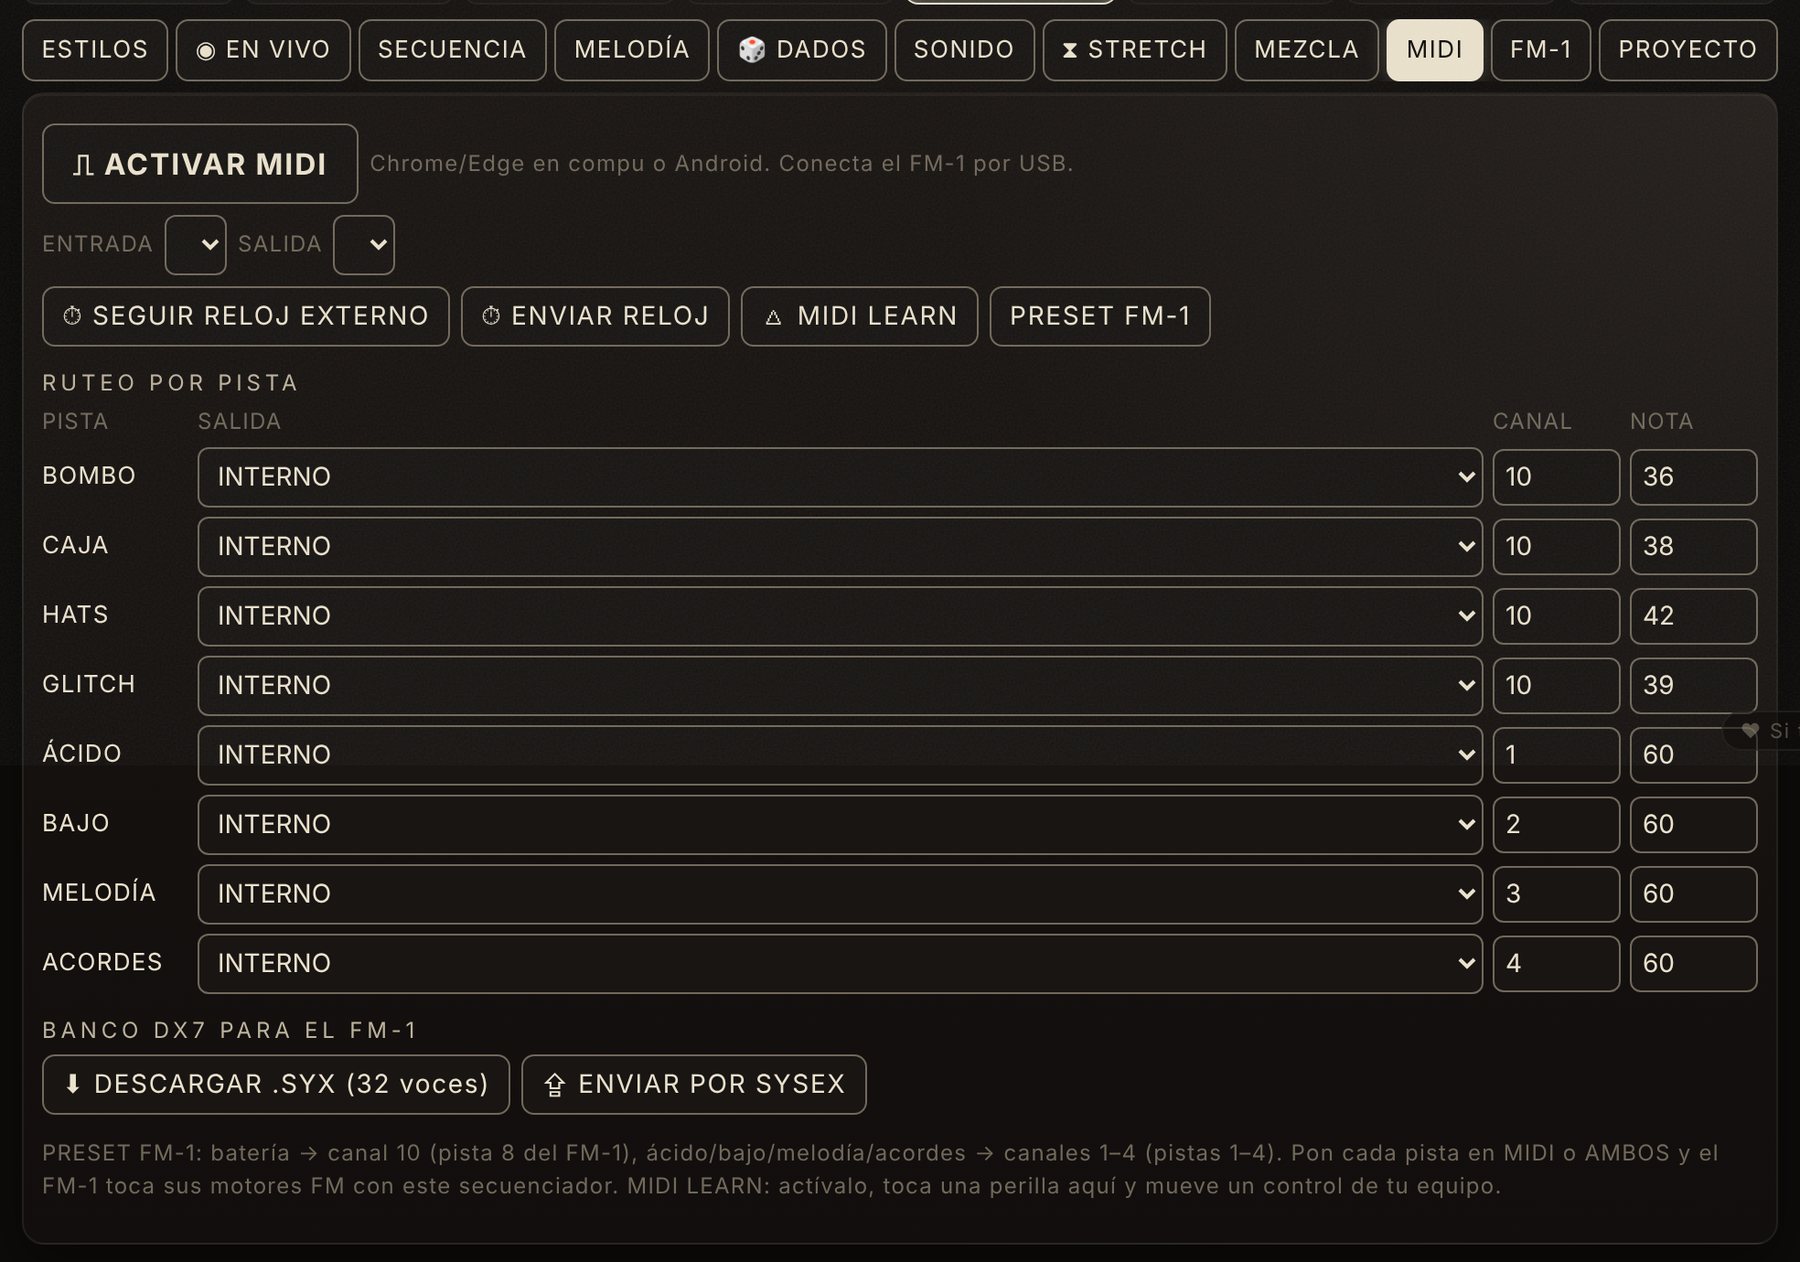 ESTILOS ◉ EN VIVO SECUENCIA MELODÍA 🎲 DADOS SONIDO ⧗ STRETCH MEZCLA MIDI FM-1 PROYECTO
⎍ ACTIVAR MIDI Chrome/Edge en compu o Android. Conecta el FM-1 por USB.
ENTRADA SALIDA
⏱ SEGUIR RELOJ EXTERNO ⏱ ENVIAR RELOJ 🜂 MIDI LEARN PRESET FM-1
RUTEO POR PISTA
PISTA SALIDA CANAL NOTA
BOMBO INTERNO 10 36
CAJA INTERNO 10 38
HATS INTERNO 10 42
GLITCH INTERNO 10 39
♥ Si
ÁCIDO INTERNO 1 60
BAJO INTERNO 2 60
MELODÍA INTERNO 3 60
ACORDES INTERNO 4 60
BANCO DX7 PARA EL FM-1
⬇ DESCARGAR .SYX (32 voces) ⇪ ENVIAR POR SYSEX
PRESET FM-1: batería → canal 10 (pista 8 del FM-1), ácido/bajo/melodía/acordes → canales 1–4 (pistas 1–4). Pon cada pista en MIDI o AMBOS y el
FM-1 toca sus motores FM con este secuenciador. MIDI LEARN: actívalo, toca una perilla aquí y mueve un control de tu equipo.